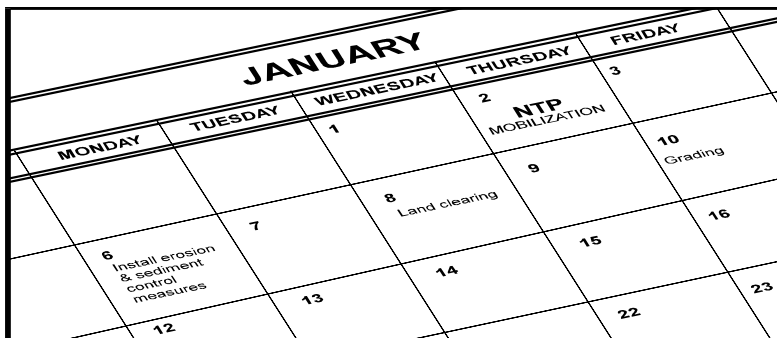 JANUARY
MONDAY TUESDAY WEDNESDAY THURSDAY FRIDAY
1 2 3
NTP
MOBILIZATION
6 7 8 9 10
Install erosion
& sediment
control
measures
Land clearing
Grading
12 13 14 15 16
22 23